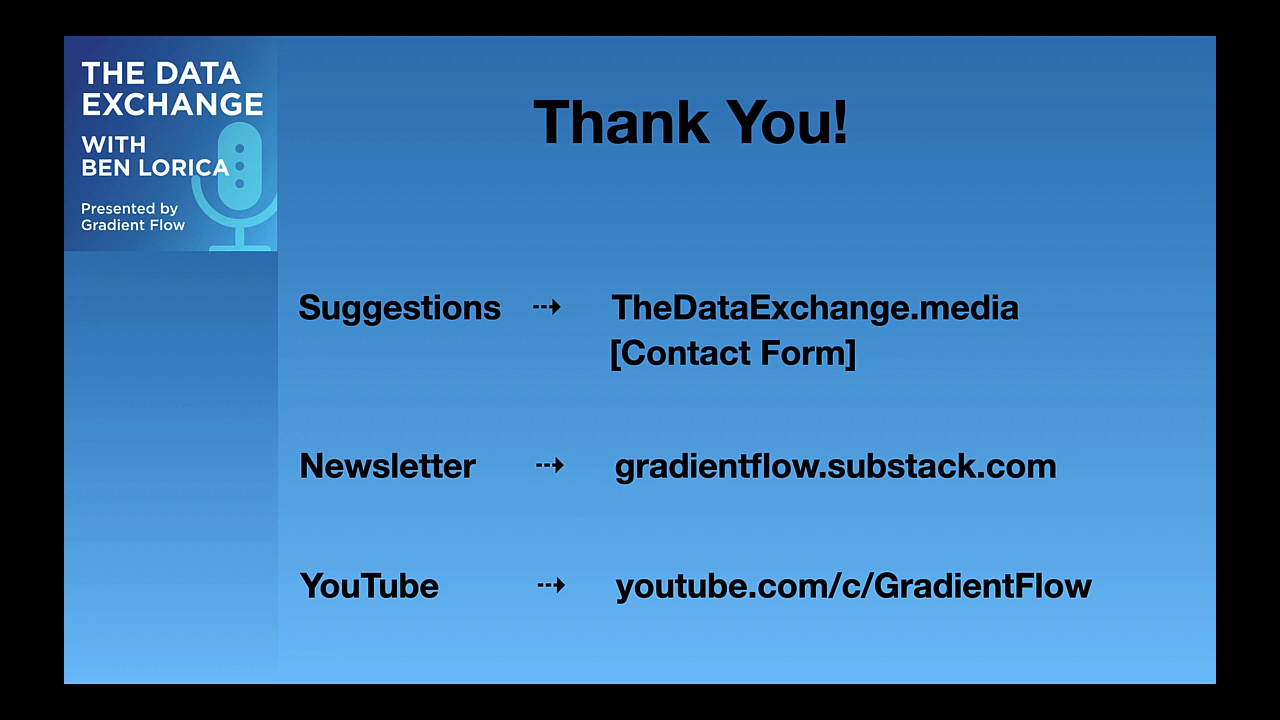 THE DATA
EXCHANGE
WITH
BEN LORICA
Presented by
Gradient Flow
Thank You!
Suggestions ⇢ TheDataExchange.media
[Contact Form]
Newsletter ⇢ gradientflow.substack.com
YouTube ⇢ youtube.com/c/GradientFlow